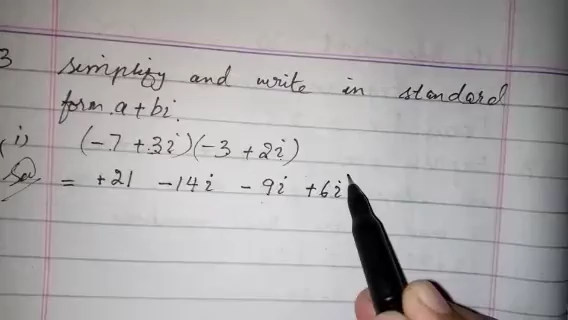 3 simplify and write in standard
form a+bi.
(i) (-7 + 3i)(-3 + 2i)
Sol = +21 -14i -9i +6i